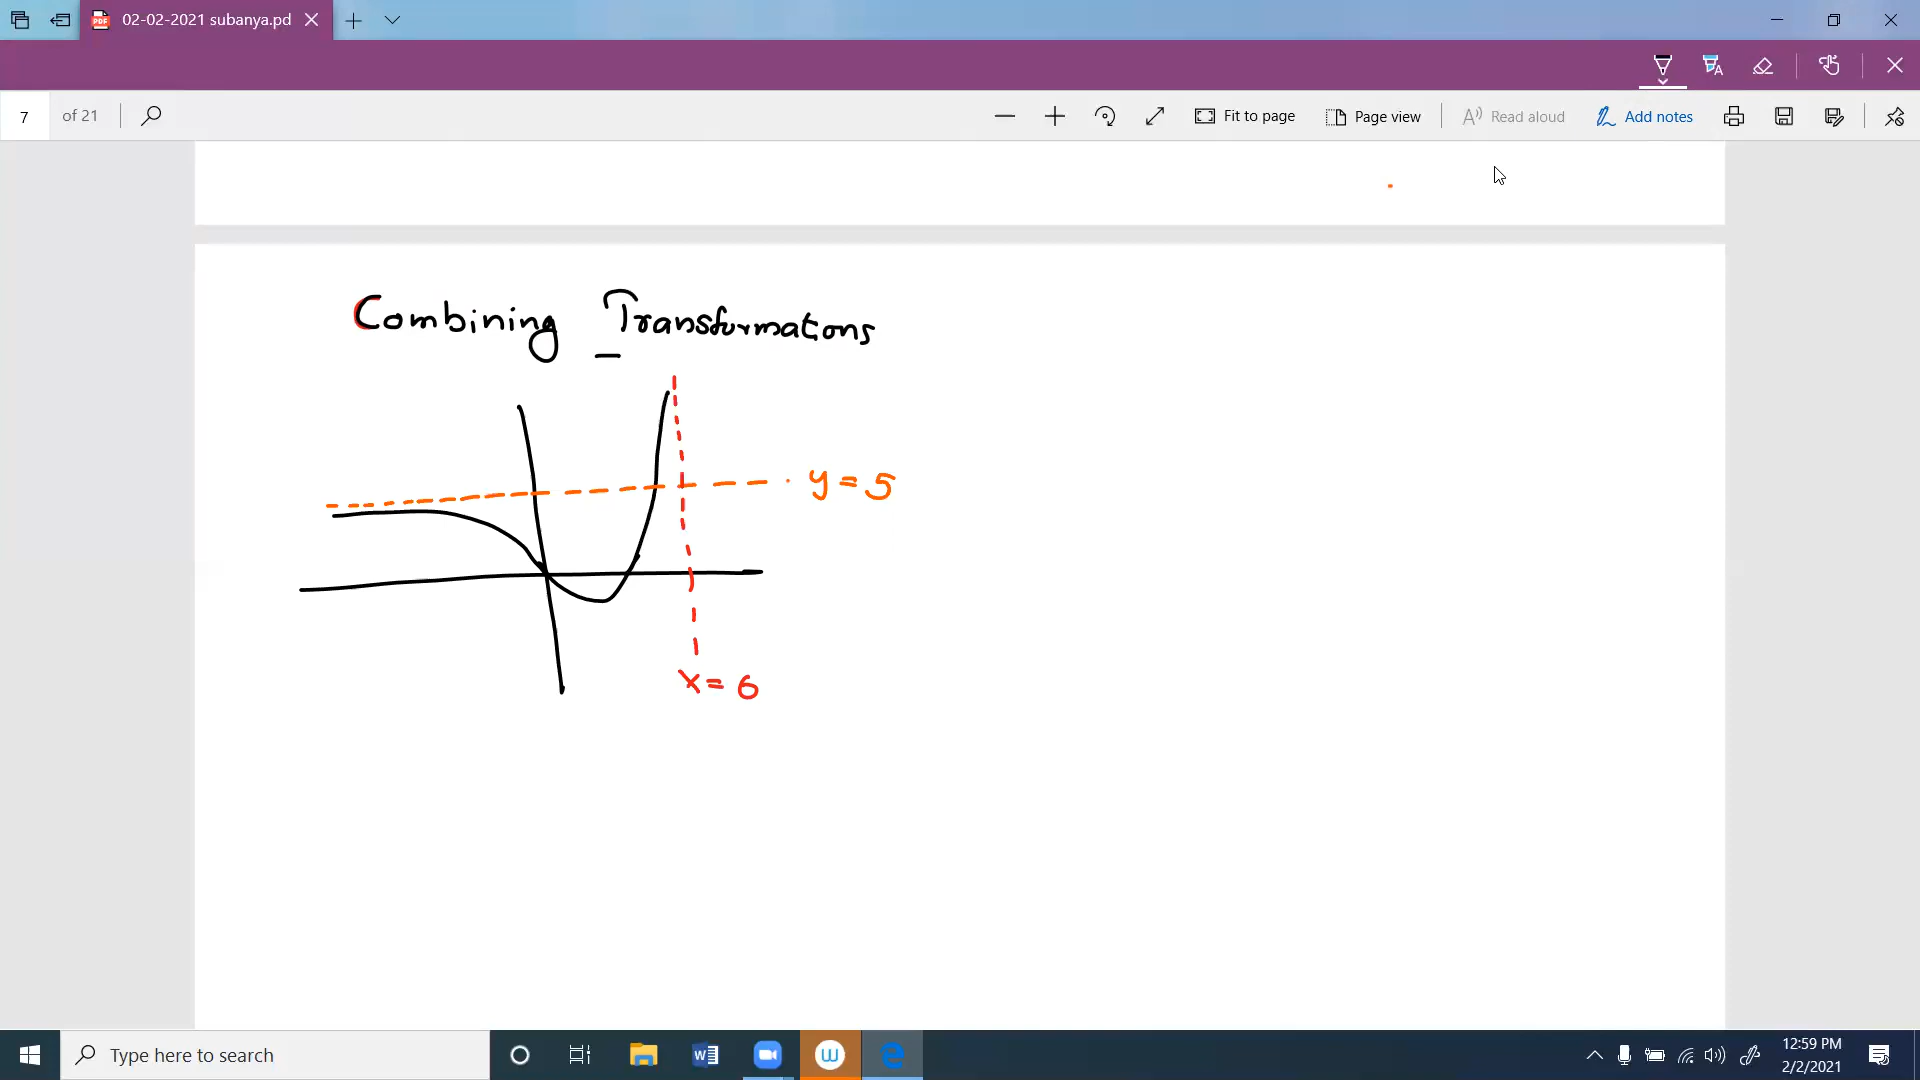 02-02-2021 subanya.pd
7 of 21
Fit to page
Page view
Read aloud
Add notes
Combining Transformatons
y = 5
x = 6
Type here to search
12:59 PM
2/2/2021